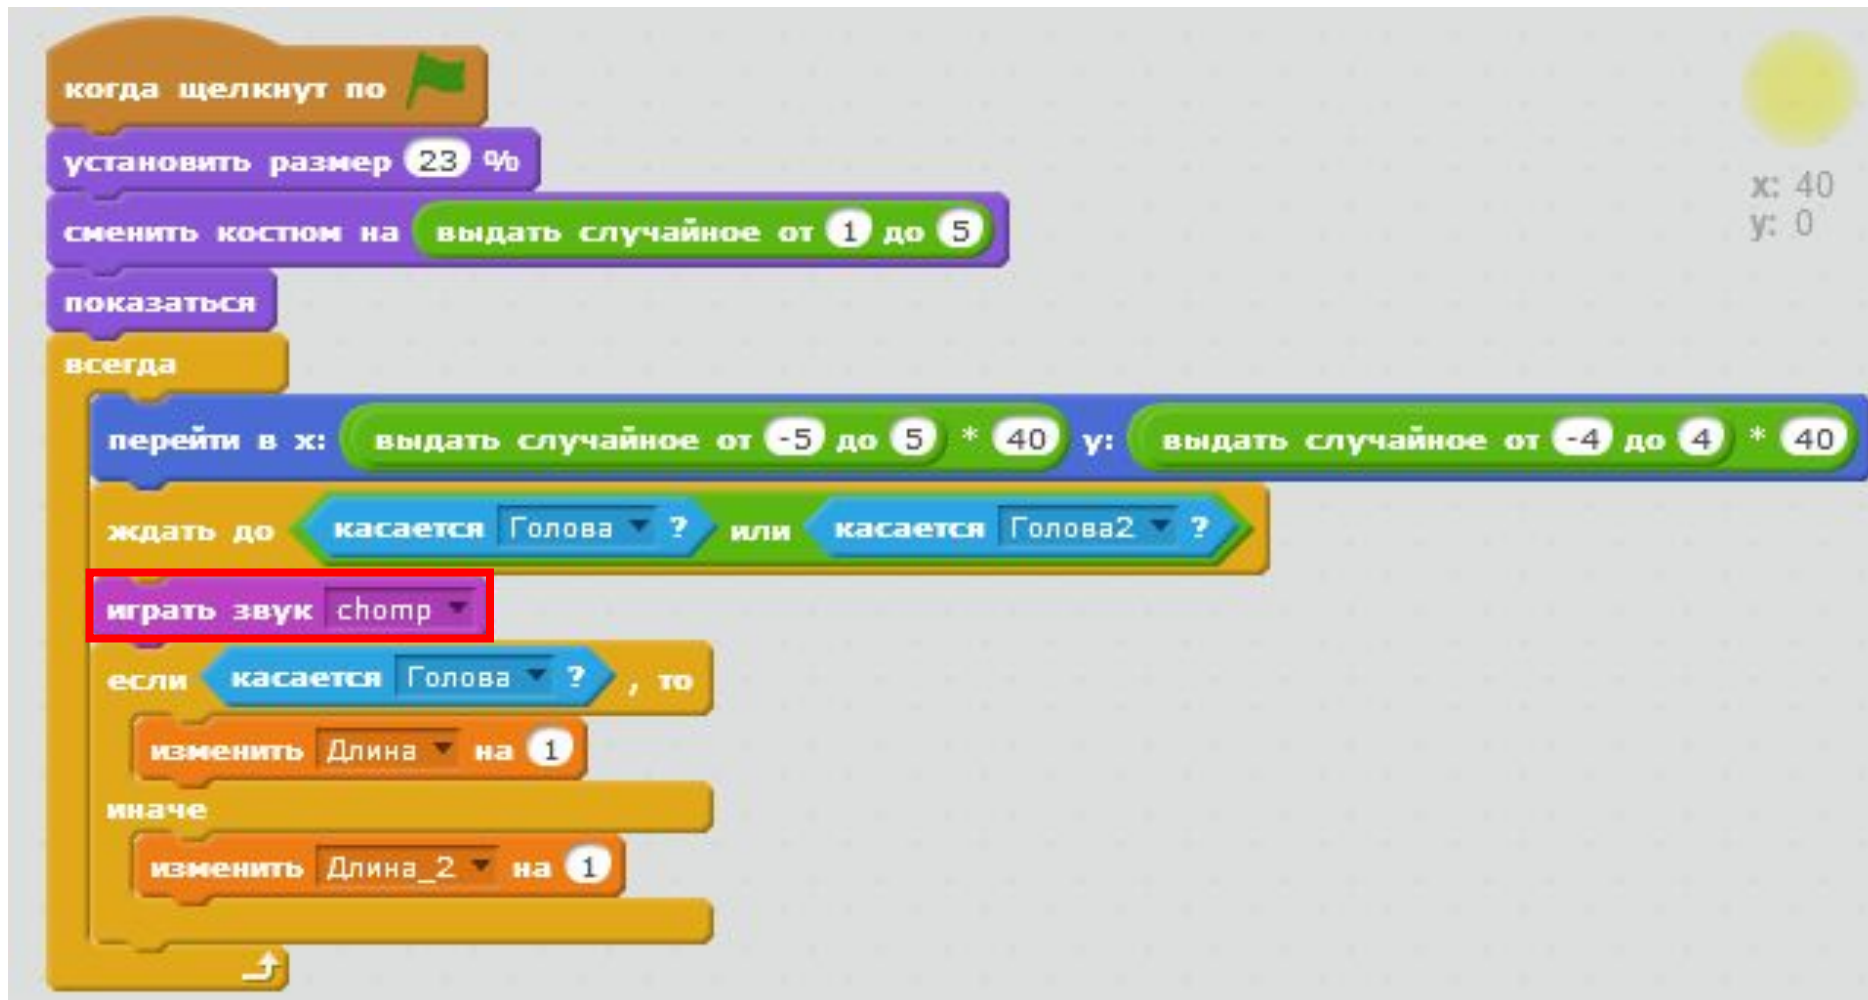 когда щелкнут по
установить размер 23 %
сменить костюм на выдать случайное от 1 до 5
показаться
всегда
перейти в x: выдать случайное от -5 до 5 * 40 y: выдать случайное от -4 до 4 * 40
ждать до касается Голова ? или касается Голова2 ?
играть звук chomp
если касается Голова ? , то
изменить Длина на 1
иначе
изменить Длина_2 на 1
x: 40
y: 0